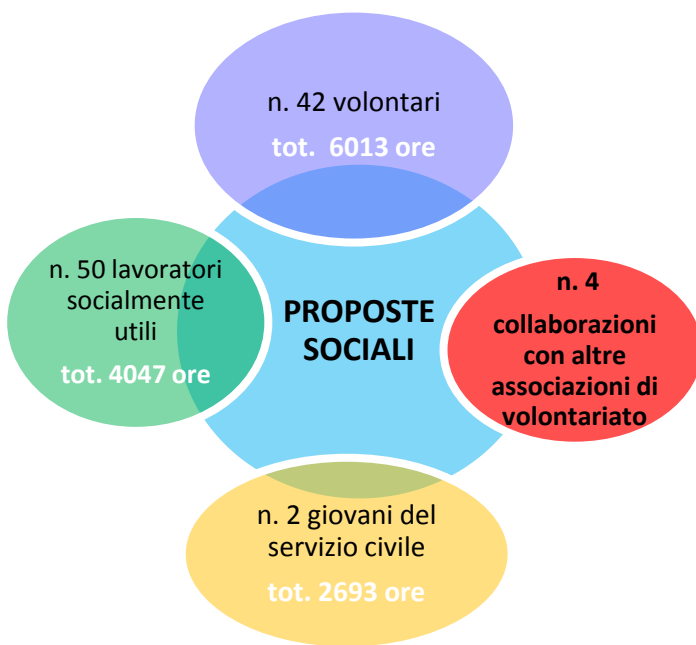 n. 42 volontari
tot. 6013 ore
n. 50 lavoratori
socialmente
utili
tot. 4047 ore
PROPOSTE
SOCIALI
n. 4
collaborazioni
con altre
associazioni di
volontariato
n. 2 giovani del
servizio civile
tot. 2693 ore